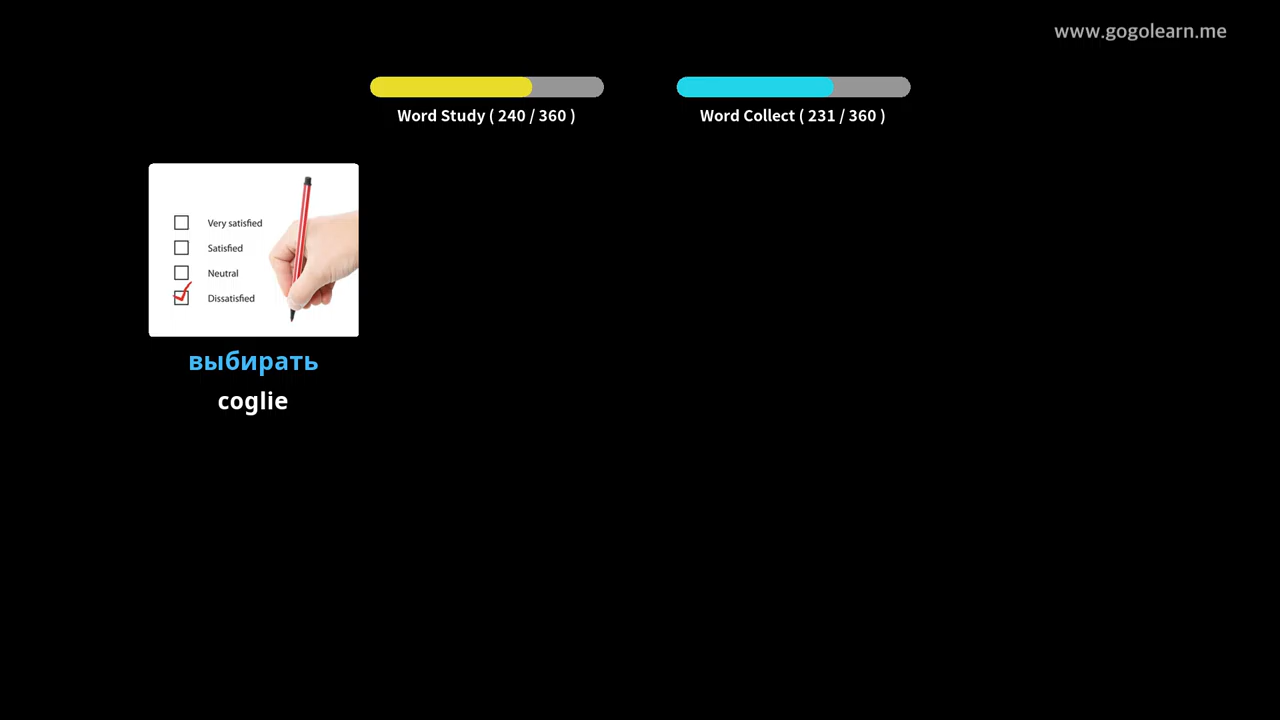 www.gogolearn.me
Word Study ( 240 / 360 )
Word Collect ( 231 / 360 )
Very satisfied
Satisfied
Neutral
Dissatisfied
выбирать
coglie